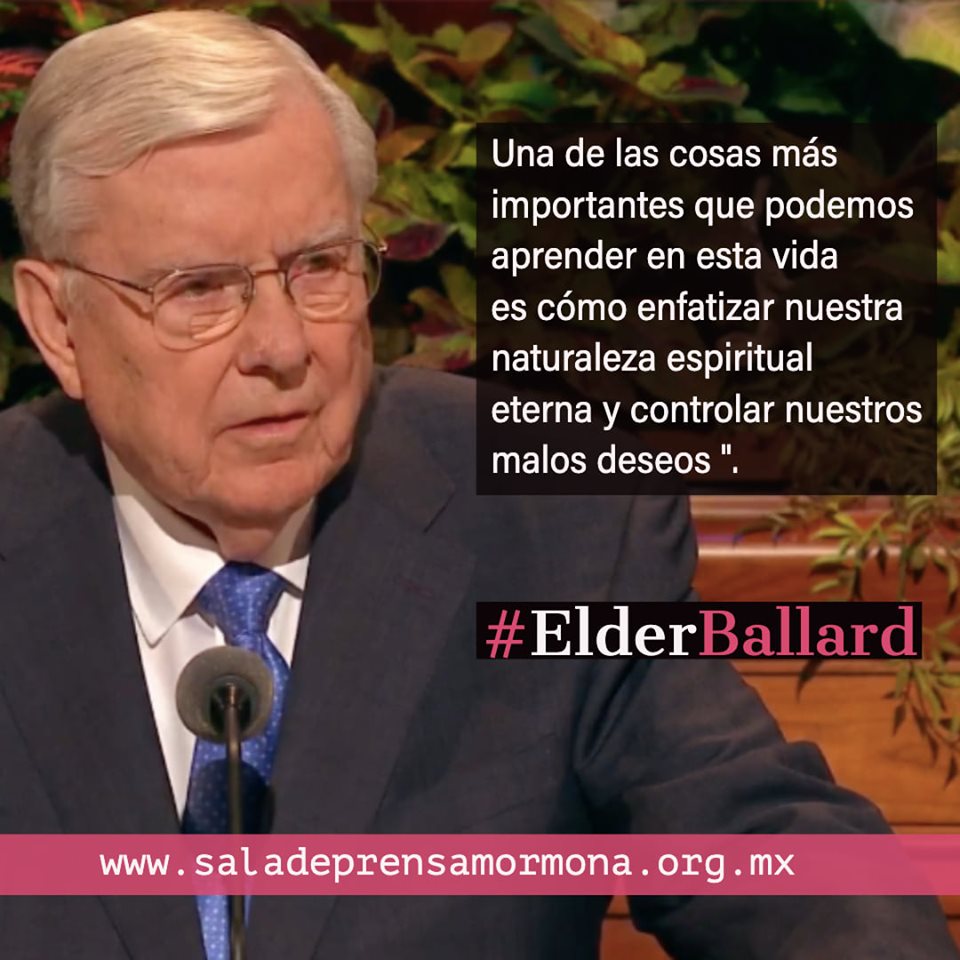 Una de las cosas más
importantes que podemos
aprender en esta vida
es cómo enfatizar nuestra
naturaleza espiritual
eterna y controlar nuestros
malos deseos ".
#ElderBallard
www.saladeprensamormona.org.mx